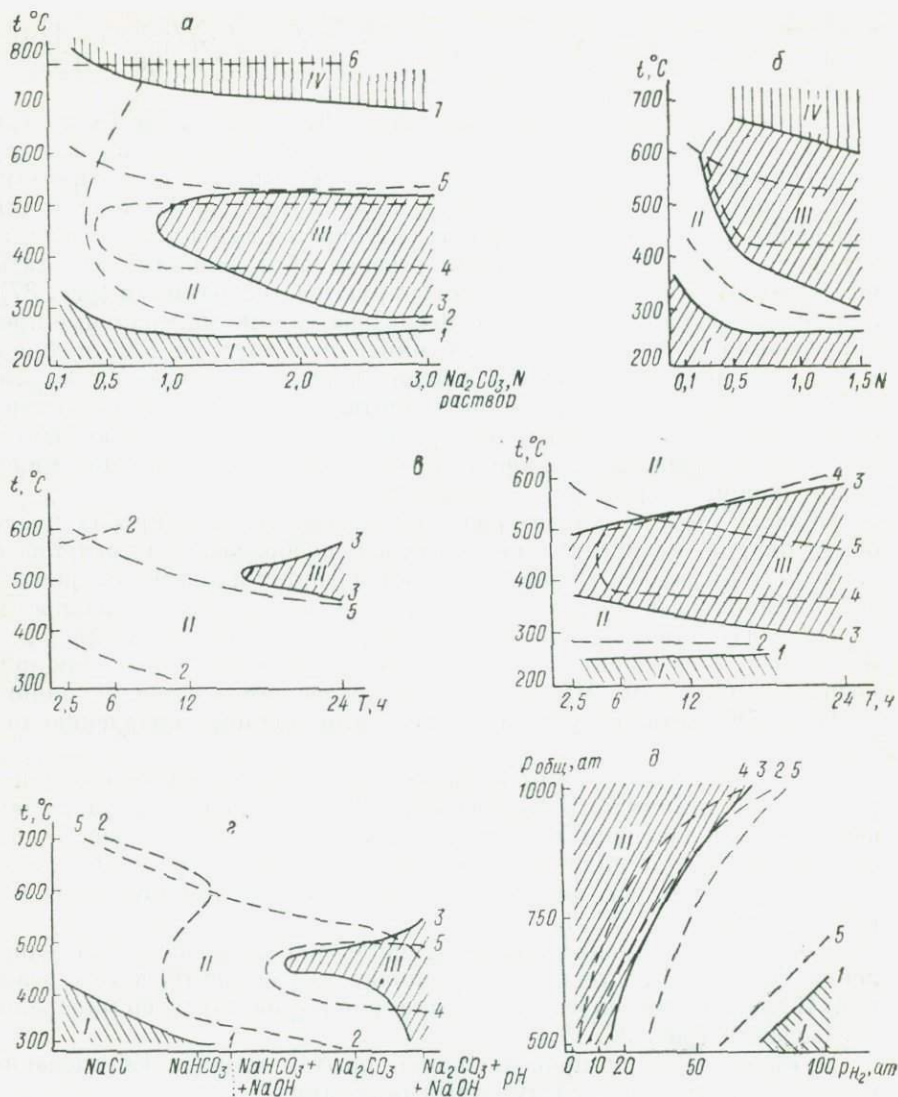 t °C
а
800
700
600
500
400
300
200
IV
III
II
I
6
7
5
4
3
2
1
0,1
0,5
1,0
2,0
3,0
Na₂CO₃, N
раствор
t, °C
б
700
600
500
400
300
200
IV
III
II
I
0,1
0,5
1,0
1,5 N
t, °C
в
600
500
400
300
2
3
III
3
5
II
2
2,5
6
12
24
T, ч
t, °C
II
600
500
400
300
200
4
3
5
III
4
II
3
2
1
I
2,5
6
12
24
T, ч
t, °C
г
700
600
500
400
300
5 2
3
5
II
III
4
I
1
2
NaCl
NaHCO₃
NaHCO₃+
+NaOH
Na₂CO₃
Na₂CO₃+
+NaOH
pH
Pобщ, ат
д
1000
750
500
4 3 2 5
III
5
1
I
0
10
20
50
100
PH₂, ат